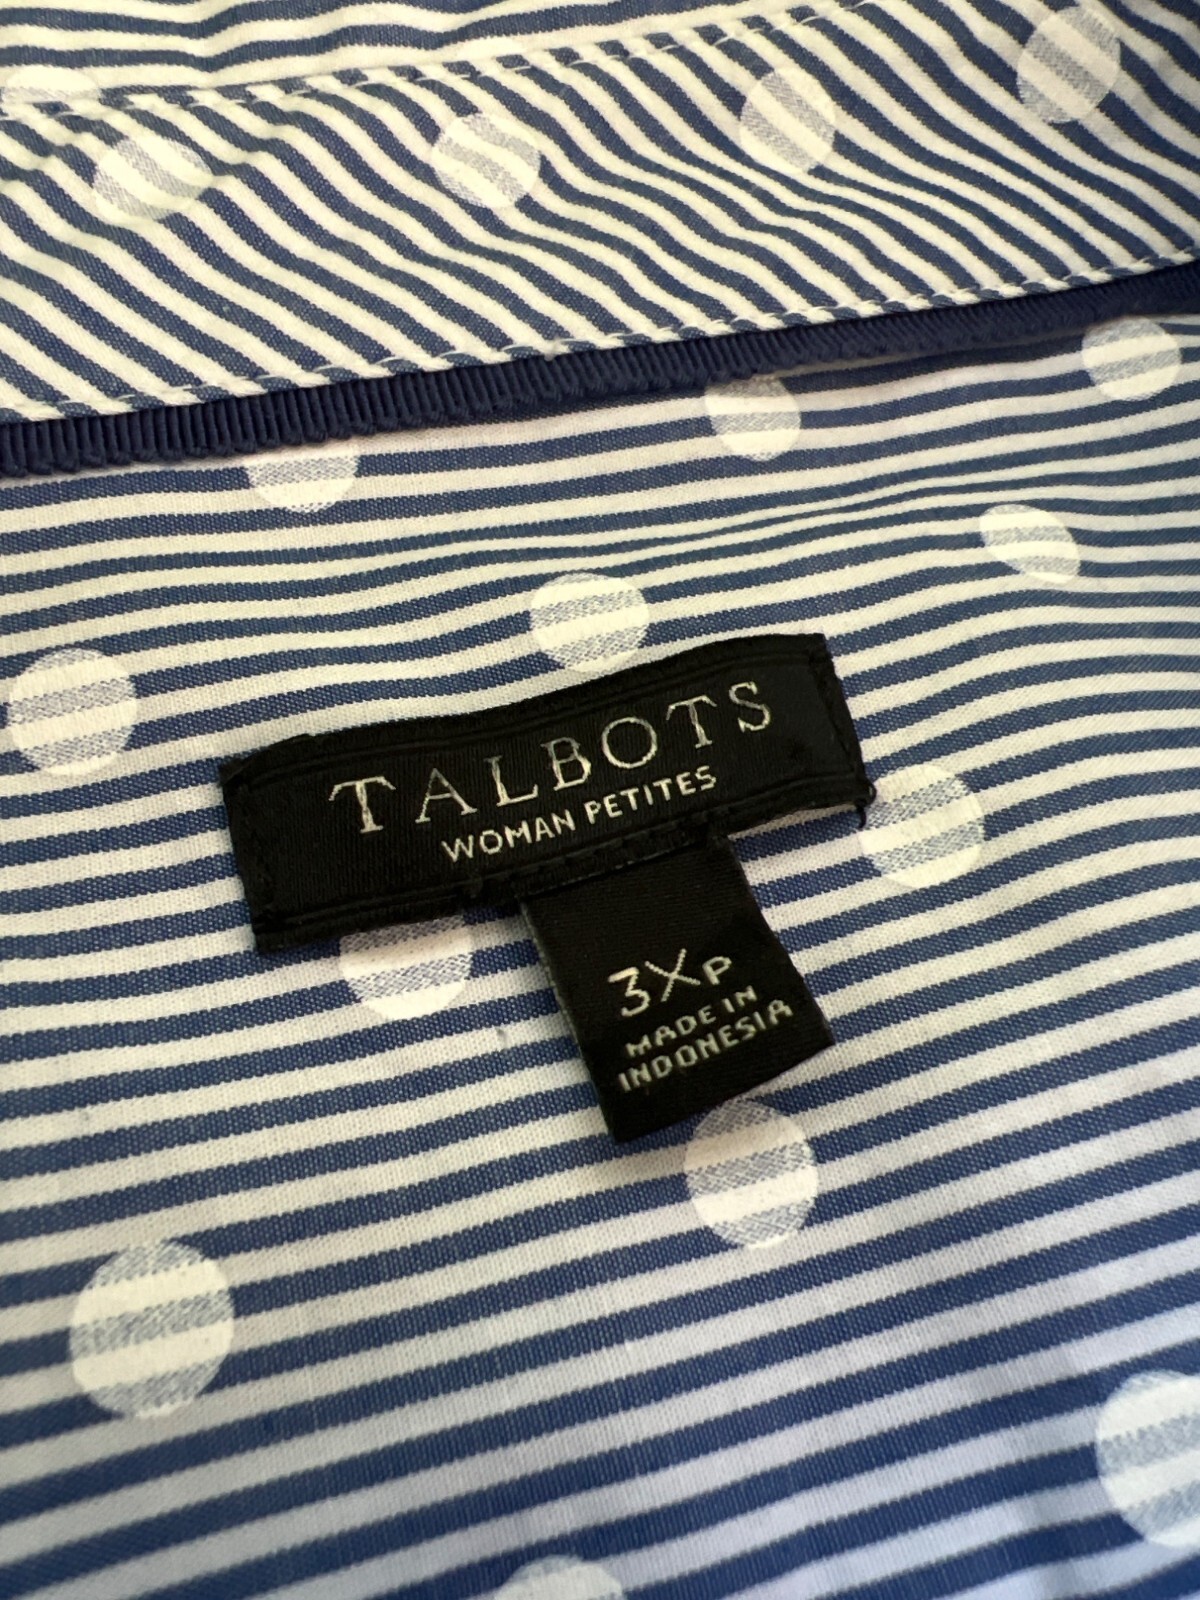 TALBOTS
WOMAN PETITES
3XP
MADE IN
INDONESIA